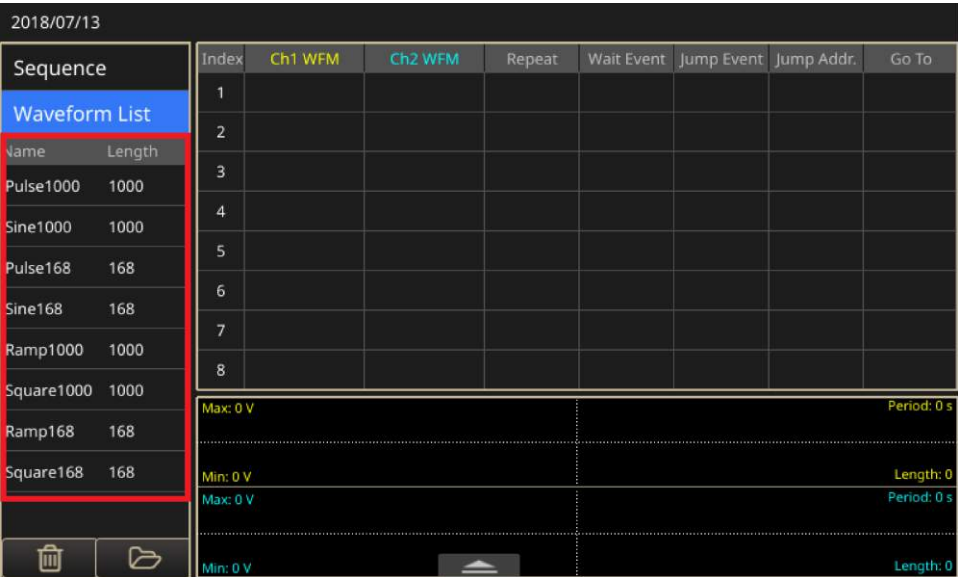 2018/07/13
Sequence
Waveform List
Name Length
Pulse1000 1000
Sine1000 1000
Pulse168 168
Sine168 168
Ramp1000 1000
Square1000 1000
Ramp168 168
Square168 168
Index Ch1 WFM Ch2 WFM Repeat Wait Event Jump Event Jump Addr. Go To
1
2
3
4
5
6
7
8
Max: 0 V Period: 0 s
Min: 0 V Length: 0
Max: 0 V Period: 0 s
Min: 0 V Length: 0